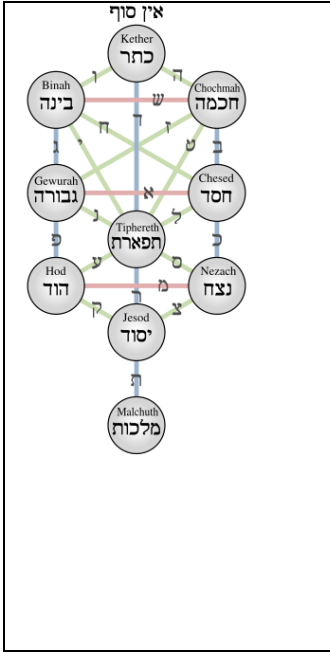 אין סוף
Kether
כתר
ו
ה
Binah
בינה
Chochmah
חכמה
ש
ד
ג
י
ח
ז
ט
ב
Gewurah
גבורה
Chesed
חסד
א
נ
ל
Tiphereth
תפארת
פ
כ
ע
ס
Hod
הוד
Nezach
נצח
מ
ר
ק
צ
Jesod
יסוד
ת
Malchuth
מלכות